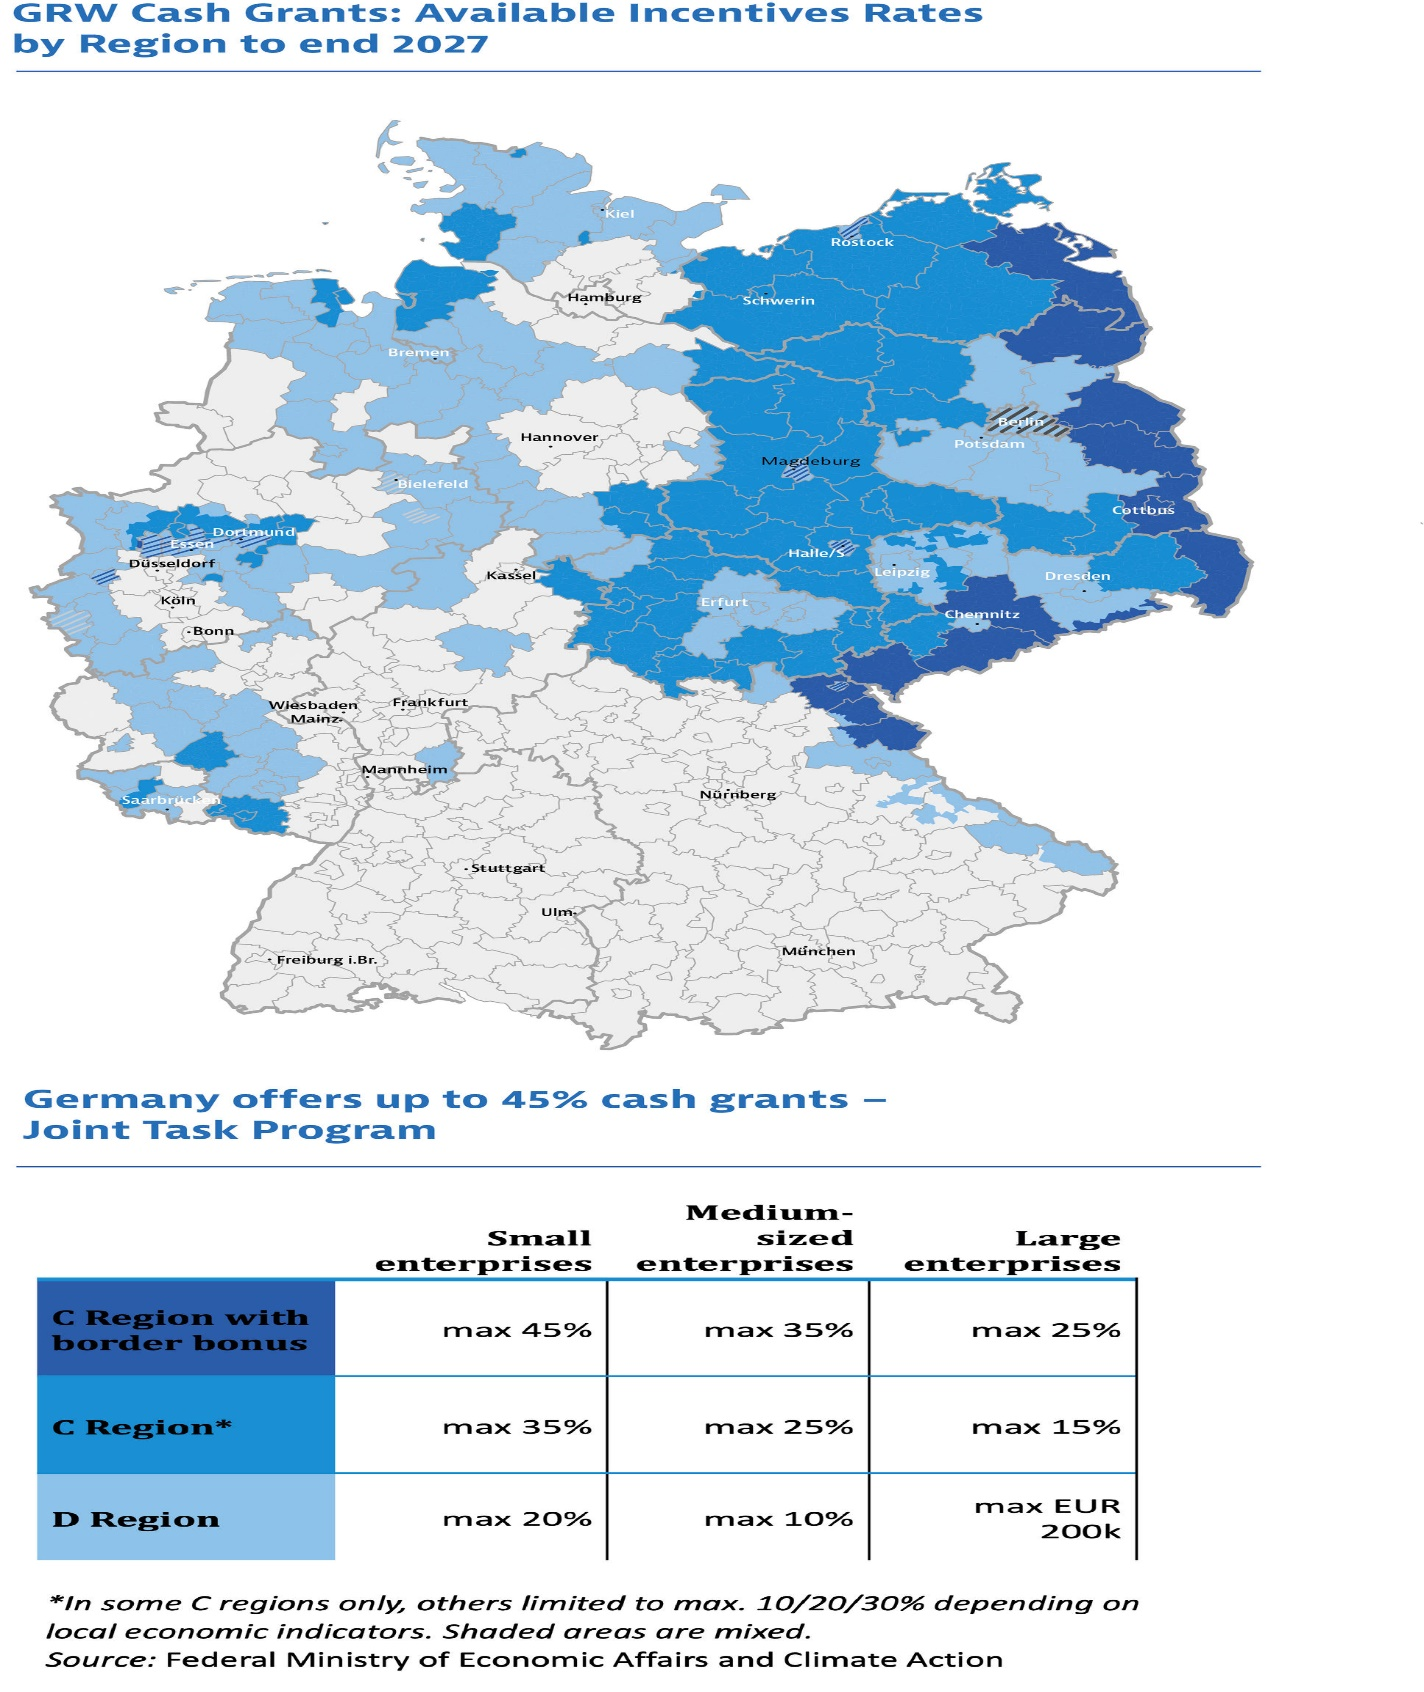 GRW Cash Grants: Available Incentives Rates
by Region to end 2027
Kiel
Rostock
Hamburg
Schwerin
Bremen
Berlin
Hannover
Potsdam
Magdeburg
Bielefeld
Cottbus
Dortmund
Essen
Halle/S
Düsseldorf
Leipzig
Dresden
Kassel
Köln
Erfurt
Chemnitz
Bonn
Wiesbaden
Frankfurt
Mainz
Mannheim
Saarbrücken
Nürnberg
Stuttgart
Ulm
München
Freiburg i.Br.
Germany offers up to 45% cash grants –
Joint Task Program
Medium-
Small sized Large
enterprises enterprises enterprises
C Region with
border bonus max 45% max 35% max 25%
C Region* max 35% max 25% max 15%
D Region max 20% max 10% max EUR
200k
*In some C regions only, others limited to max. 10/20/30% depending on
local economic indicators. Shaded areas are mixed.
Source: Federal Ministry of Economic Affairs and Climate Action